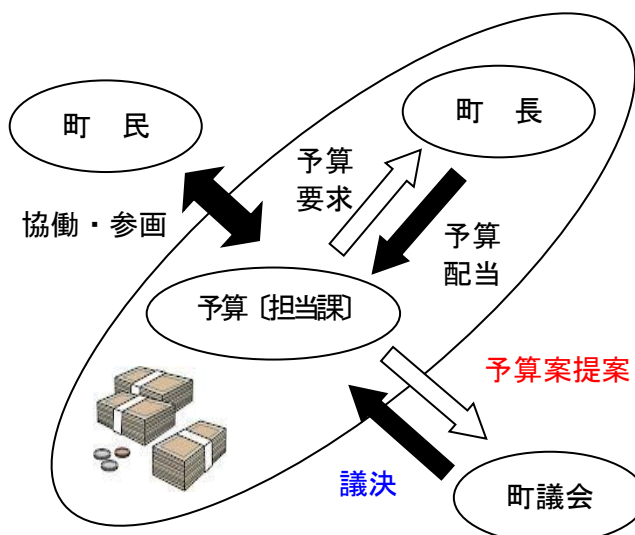 町　長
町　民
予算
要求
協働・参画
予算
配当
予算〔担当課〕
予算案提案
議決
町議会